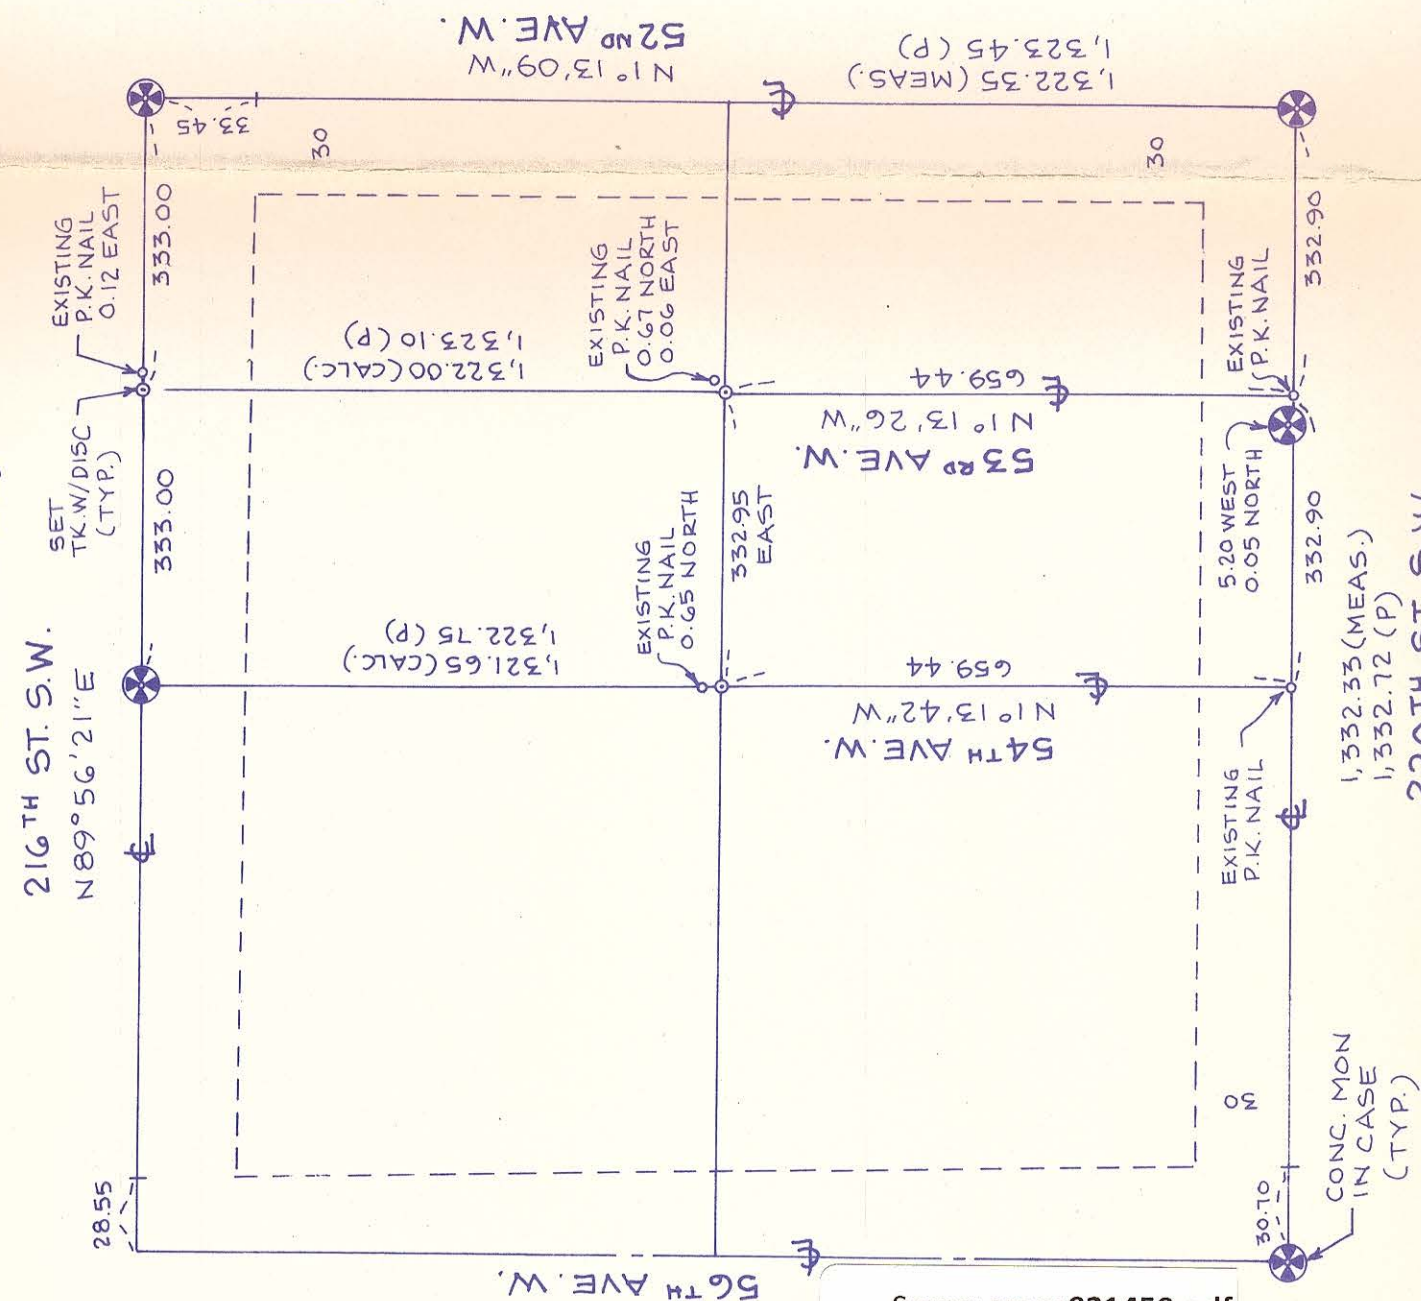 52ND AVE. W.
N 1° 13' 09" W
1,322.35 (MEAS.)
1,323.45 (P)
33.45
30
30
EXISTING
P.K. NAIL
0.12 EAST
333.00
SET
TK. W/DISC
(TYP.)
333.00
216TH ST. S.W.
N89°56'21"E
28.55
1,322.00 (CALC.)
1,323.10 (P)
EXISTING
P.K. NAIL
0.67 NORTH
0.06 EAST
659.44
N 1° 13' 26" W
53RD AVE. W.
332.95
EAST
EXISTING
P.K. NAIL
0.65 NORTH
1,321.65 (CALC.)
1,322.75 (P)
659.44
N 1° 13' 42" W
54TH AVE. W.
332.90
EXISTING
P.K. NAIL
5.20 WEST
0.05 NORTH
332.90
EXISTING
P.K. NAIL
1,332.33 (MEAS.)
1,332.72 (P)
220TH ST. S.W.
30
30.70
CONC. MON
IN CASE
(TYP.)
56TH AVE. W.